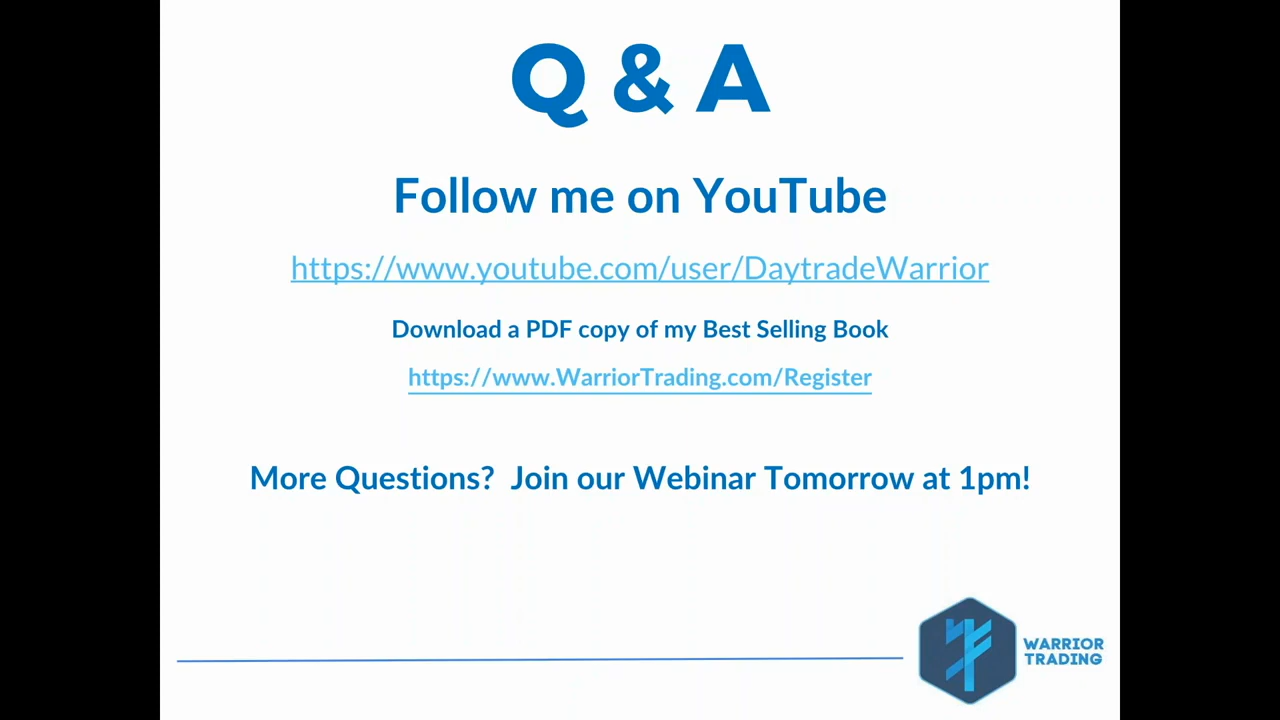 Q & A
Follow me on YouTube
https://www.youtube.com/user/DaytradeWarrior
Download a PDF copy of my Best Selling Book
https://www.WarriorTrading.com/Register
More Questions?  Join our Webinar Tomorrow at 1pm!
WARRIOR
TRADING